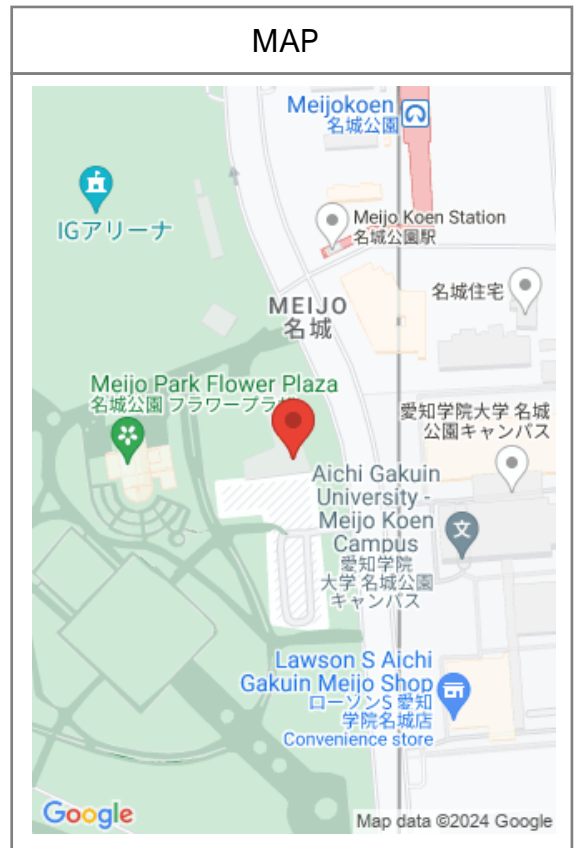 MAP
Meijokoen
名城公園
IGアリーナ
Meijo Koen Station
名城公園駅
名城住宅
MEIJO
名城
Meijo Park Flower Plaza
名城公園 フラワープラ
愛知学院大学 名城
公園キャンパス
Aichi Gakuin
University -
Meijo Koen
Campus
愛知学院
大学 名城公園
キャンパス
文
Lawson S Aichi
Gakuin Meijo Shop
ローソンS 愛知
学院名城店
Convenience store
Google
Map data ©2024 Google